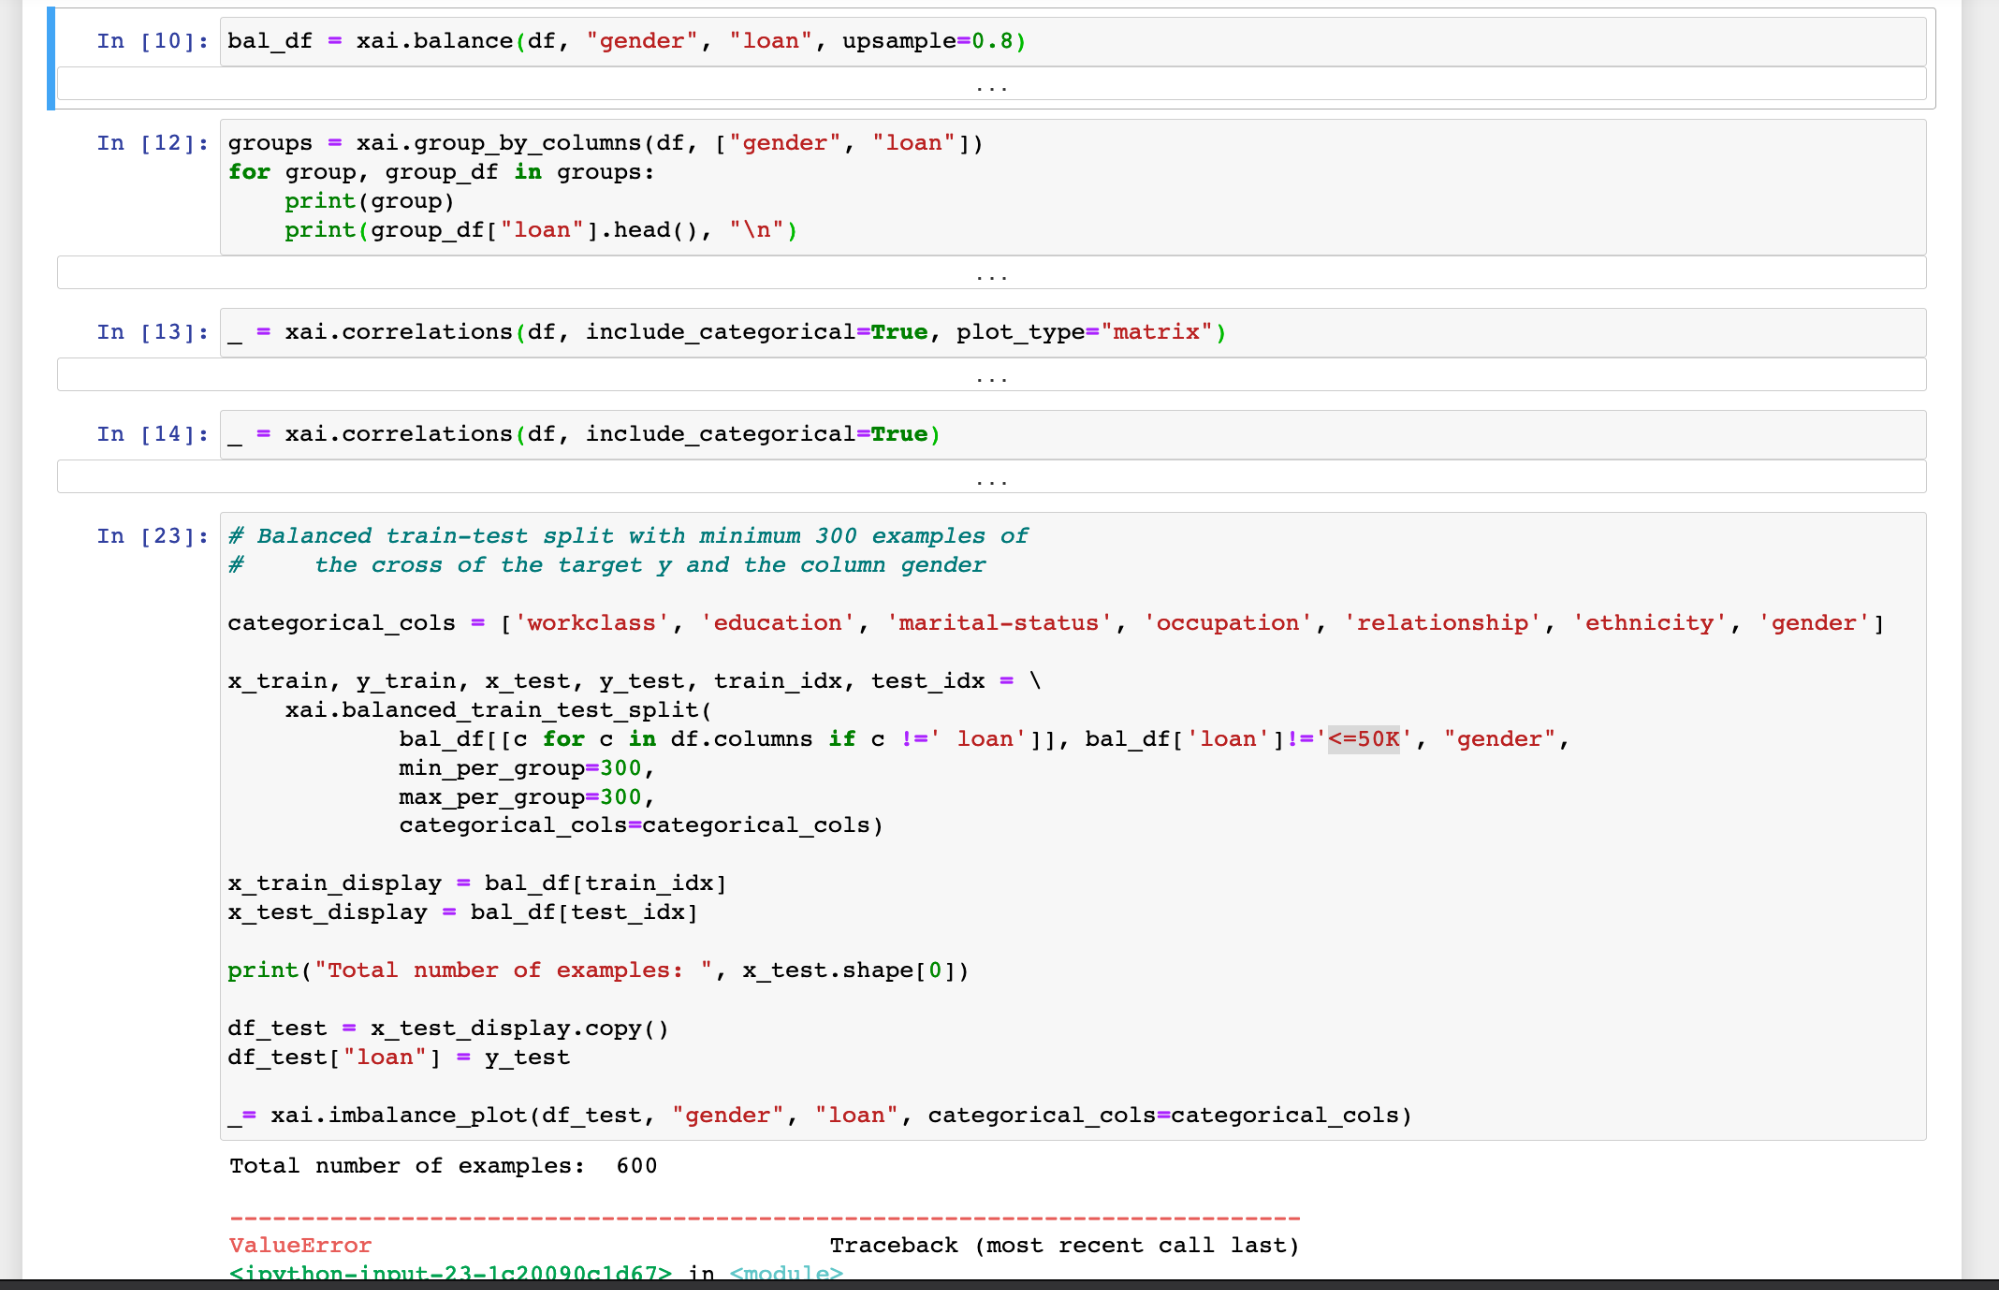 In [10]: bal_df = xai.balance(df, "gender", "loan", upsample=0.8)
...
In [12]: groups = xai.group_by_columns(df, ["gender", "loan"])
for group, group_df in groups:
    print(group)
    print(group_df["loan"].head(), "\n")
...
In [13]: _ = xai.correlations(df, include_categorical=True, plot_type="matrix")
...
In [14]: _ = xai.correlations(df, include_categorical=True)
...
In [23]: # Balanced train-test split with minimum 300 examples of
#     the cross of the target y and the column gender
categorical_cols = ['workclass', 'education', 'marital-status', 'occupation', 'relationship', 'ethnicity', 'gender']
x_train, y_train, x_test, y_test, train_idx, test_idx = \
    xai.balanced_train_test_split(
            bal_df[[c for c in df.columns if c !=' loan']], bal_df['loan']!='<=50K', "gender",
            min_per_group=300,
            max_per_group=300,
            categorical_cols=categorical_cols)
x_train_display = bal_df[train_idx]
x_test_display = bal_df[test_idx]
print("Total number of examples: ", x_test.shape[0])
df_test = x_test_display.copy()
df_test["loan"] = y_test
_= xai.imbalance_plot(df_test, "gender", "loan", categorical_cols=categorical_cols)
Total number of examples:  600
---------------------------------------------------------------------------
ValueError                                Traceback (most recent call last)
<ipython-input-23-1c20090c1d67> in <module>